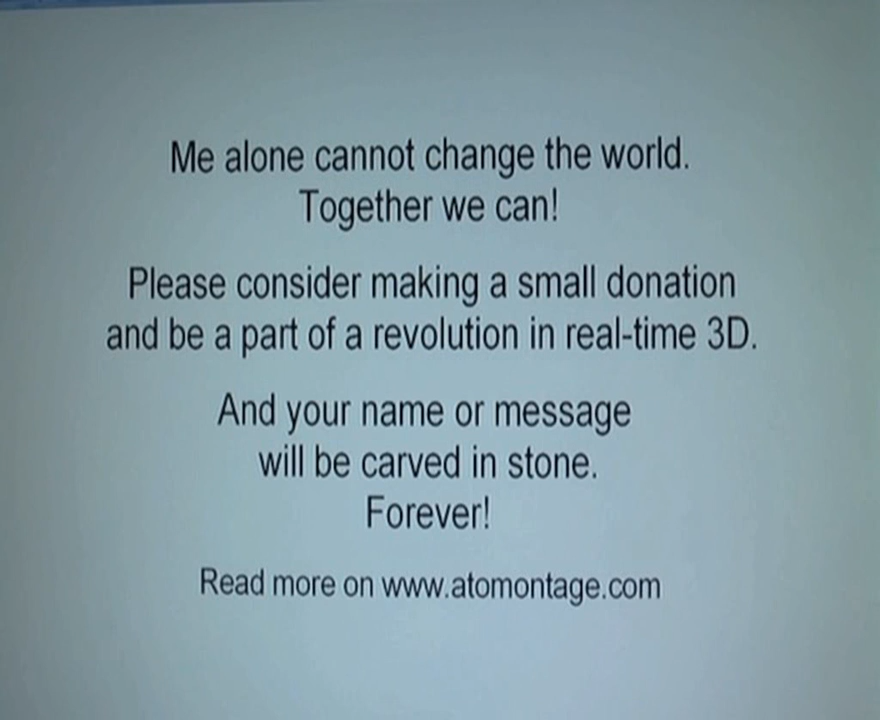 Me alone cannot change the world.
Together we can!
Please consider making a small donation
and be a part of a revolution in real-time 3D.
And your name or message
will be carved in stone.
Forever!
Read more on www.atomontage.com